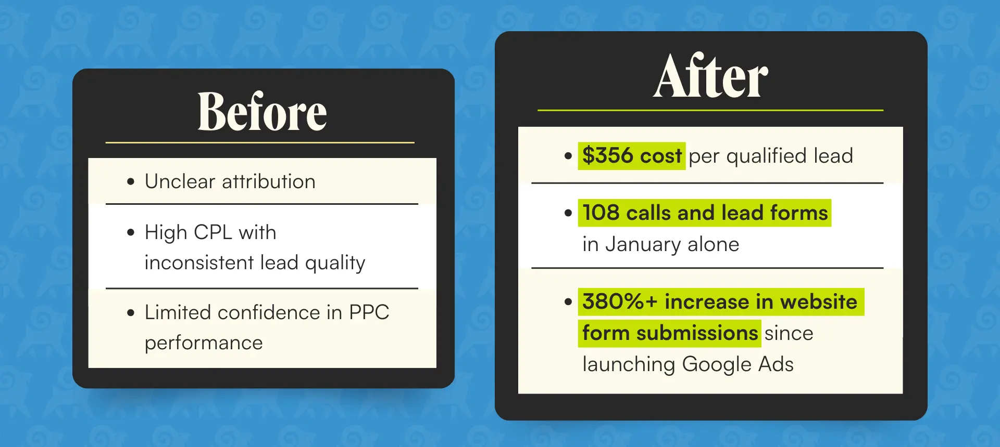 Before
• Unclear attribution
• High CPL with
inconsistent lead quality
• Limited confidence in PPC
performance
After
• $356 cost per qualified lead
• 108 calls and lead forms
in January alone
• 380%+ increase in website
form submissions since
launching Google Ads